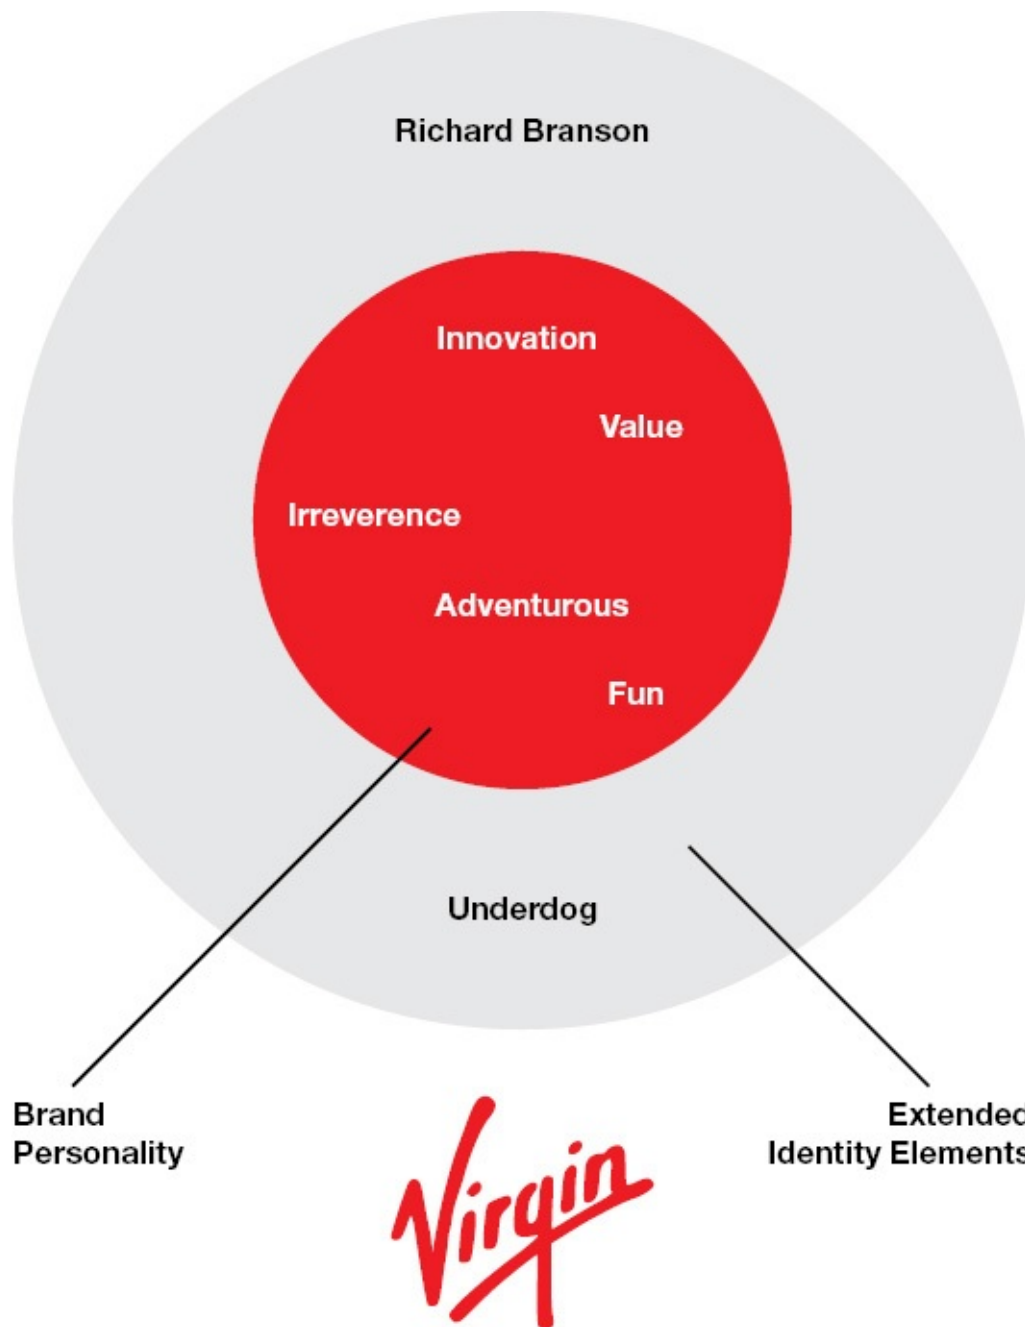 Richard Branson
Innovation
Value
Irreverence
Adventurous
Fun
Underdog
Brand
Personality
Extended
Identity Elements
Virgin